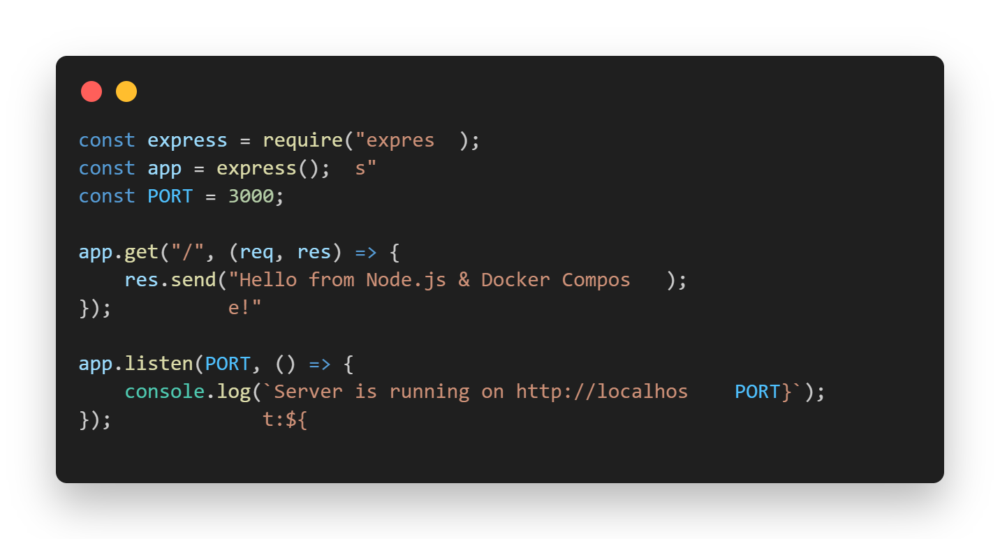 const express = require("expres  );
const app = express();  s"
const PORT = 3000;

app.get("/", (req, res) => {
    res.send("Hello from Node.js & Docker Compos   );
});          e!"

app.listen(PORT, () => {
    console.log(`Server is running on http://localhos    PORT}`);
});             t:${